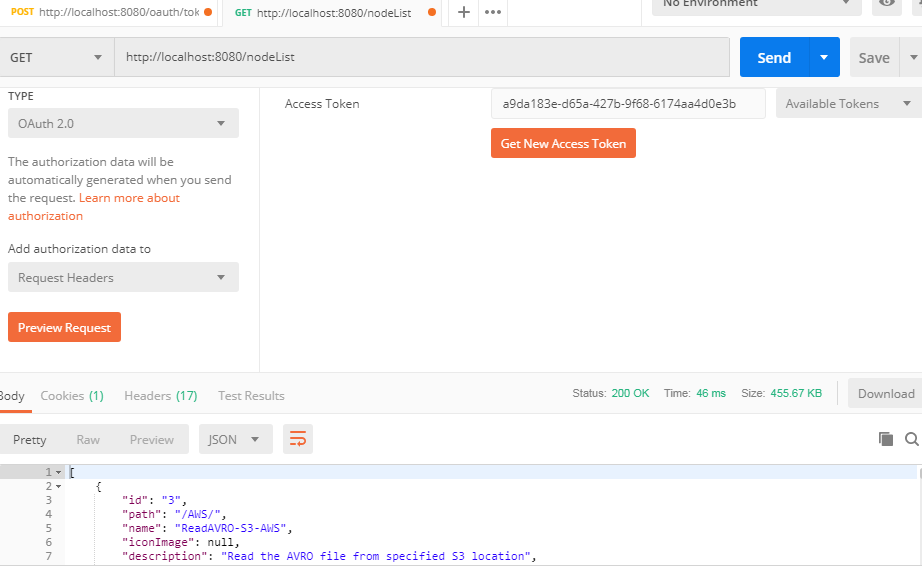 POST http://localhost:8080/oauth/tok
GET http://localhost:8080/nodeList
+ •••
No Environment
GET http://localhost:8080/nodeList Send Save
TYPE
OAuth 2.0
The authorization data will be
automatically generated when you send
the request. Learn more about
authorization
Add authorization data to
Request Headers
Preview Request
Access Token a9da183e-d65a-427b-9f68-6174aa4d0e3b Available Tokens
Get New Access Token
Body Cookies (1) Headers (17) Test Results Status: 200 OK Time: 46 ms Size: 455.67 KB Download
Pretty Raw Preview JSON
1 [
2 {
3 "id": "3",
4 "path": "/AWS/",
5 "name": "ReadAVRO-S3-AWS",
6 "iconImage": null,
7 "description": "Read the AVRO file from specified S3 location",